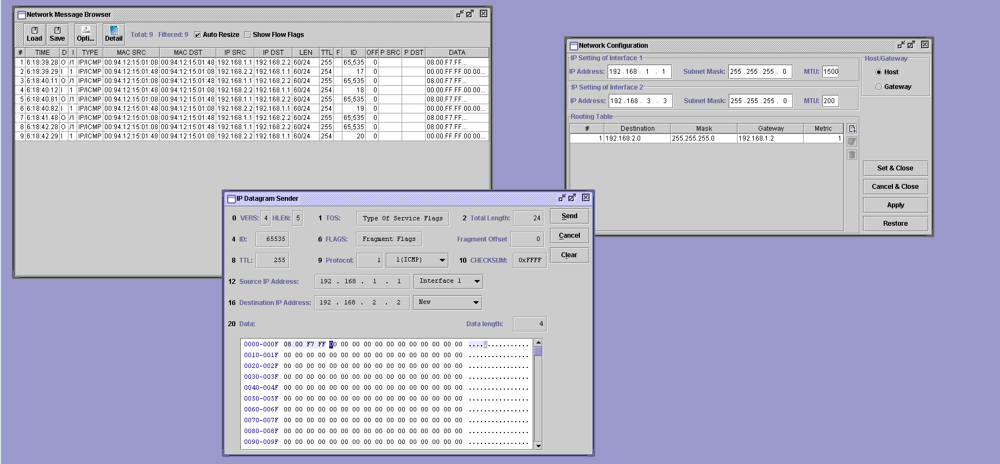 Network Message Browser
Load Save Opti... Detail Total: 9 Filtered: 9 Auto Resize Show Flow Flags
# TIME D I TYPE MAC SRC MAC DST IP SRC IP DST LEN TTL F ID OFF P SRC P DST DATA
1 6:18:39.28 O /1 IP/ICMP 00:94:12:15:01:08 00:94:12:15:01:48 192.168.1.1 192.168.2.2 60/24 255 65,535 0 08.00.F7.FF...
2 6:18:39.29 I 1 IP/ICMP 00:94:12:15:01:48 00:94:12:15:01:08 192.168.2.2 192.168.1.1 60/24 254 17 0 00.00.FF.FF.00.00...
3 6:18:40.11 O /1 IP/ICMP 00:94:12:15:01:08 00:94:12:15:01:48 192.168.1.1 192.168.2.2 60/24 255 65,535 0 08.00.F7.FF...
4 6:18:40.12 I 1 IP/ICMP 00:94:12:15:01:48 00:94:12:15:01:08 192.168.2.2 192.168.1.1 60/24 254 18 0 00.00.FF.FF.00.00...
5 6:18:40.81 O /1 IP/ICMP 00:94:12:15:01:08 00:94:12:15:01:48 192.168.1.1 192.168.2.2 60/24 255 65,535 0 08.00.F7.FF...
6 6:18:40.82 I 1 IP/ICMP 00:94:12:15:01:48 00:94:12:15:01:08 192.168.2.2 192.168.1.1 60/24 254 19 0 00.00.FF.FF.00.00...
7 6:18:41.48 O /1 IP/ICMP 00:94:12:15:01:08 00:94:12:15:01:48 192.168.1.1 192.168.2.2 60/24 255 65,535 0 08.00.F7.FF...
8 6:18:42.28 O /1 IP/ICMP 00:94:12:15:01:08 00:94:12:15:01:48 192.168.1.1 192.168.2.2 60/24 255 65,535 0 08.00.F7.FF...
9 6:18:42.29 I 1 IP/ICMP 00:94:12:15:01:48 00:94:12:15:01:08 192.168.2.2 192.168.1.1 60/24 254 20 0 00.00.FF.FF.00.00...
Network Configuration
IP Setting of Interface 1
IP Address: 192 . 168 . 1 . 1 Subnet Mask: 255 . 255 . 255 . 0 MTU: 1500
IP Setting of Interface 2
IP Address: 192 . 168 . 3 . 3 Subnet Mask: 255 . 255 . 255 . 0 MTU: 200
Host/Gateway
Host
Gateway
Routing Table
# Destination Mask Gateway Metric
1 192.168.2.0 255.255.255.0 192.168.1.2 1
Set & Close
Cancel & Close
Apply
Restore
IP Datagram Sender
0 VERS: 4 HLEN: 5 1 TOS: Type Of Service Flags 2 Total Length: 24 Send
4 ID: 65535 6 FLAGS: Fragment Flags Fragment Offset 0 Cancel
8 TTL: 255 9 Protocol: 1 1(ICMP) 10 CHECKSUM: 0xFFFF Clear
12 Source IP Address: 192 . 168 . 1 . 1 Interface 1
16 Destination IP Address: 192 . 168 . 2 . 2 New
20 Data: Data length: 4
0000-000F 08 00 F7 FF 00 00 00 00 00 00 00 00 00 00 00 00 ................
0010-001F 00 00 00 00 00 00 00 00 00 00 00 00 00 00 00 00 ................
0020-002F 00 00 00 00 00 00 00 00 00 00 00 00 00 00 00 00 ................
0030-003F 00 00 00 00 00 00 00 00 00 00 00 00 00 00 00 00 ................
0040-004F 00 00 00 00 00 00 00 00 00 00 00 00 00 00 00 00 ................
0050-005F 00 00 00 00 00 00 00 00 00 00 00 00 00 00 00 00 ................
0060-006F 00 00 00 00 00 00 00 00 00 00 00 00 00 00 00 00 ................
0070-007F 00 00 00 00 00 00 00 00 00 00 00 00 00 00 00 00 ................
0080-008F 00 00 00 00 00 00 00 00 00 00 00 00 00 00 00 00 ................
0090-009F 00 00 00 00 00 00 00 00 00 00 00 00 00 00 00 00 ................